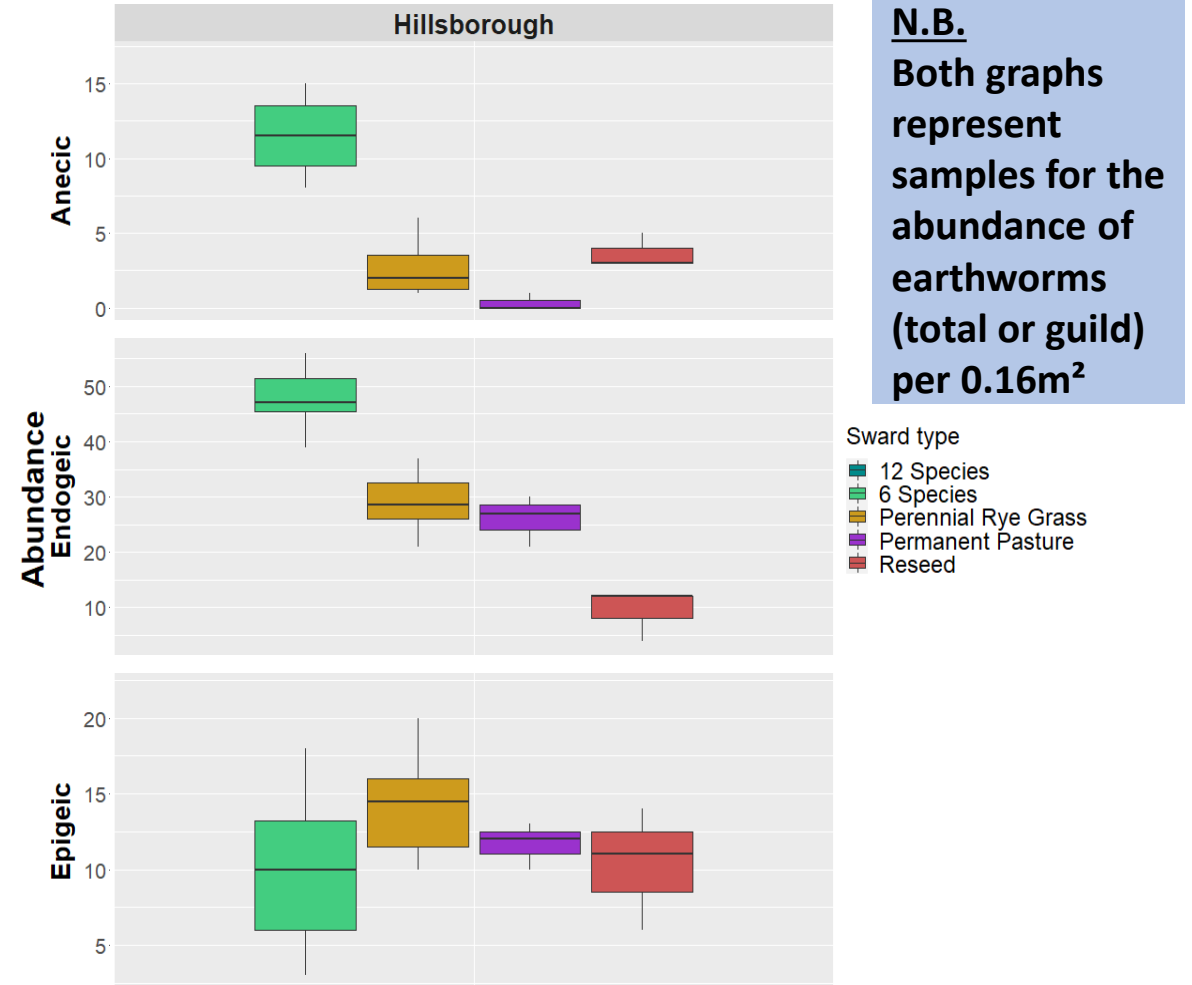 Hillsborough
Anecic
15
10
5
0
Abundance
Endogeic
50
40
30
20
10
Epigeic
20
15
10
5
N.B.
Both graphs
represent
samples for the
abundance of
earthworms
(total or guild)
per 0.16m²
Sward type
12 Species
6 Species
Perennial Rye Grass
Permanent Pasture
Reseed